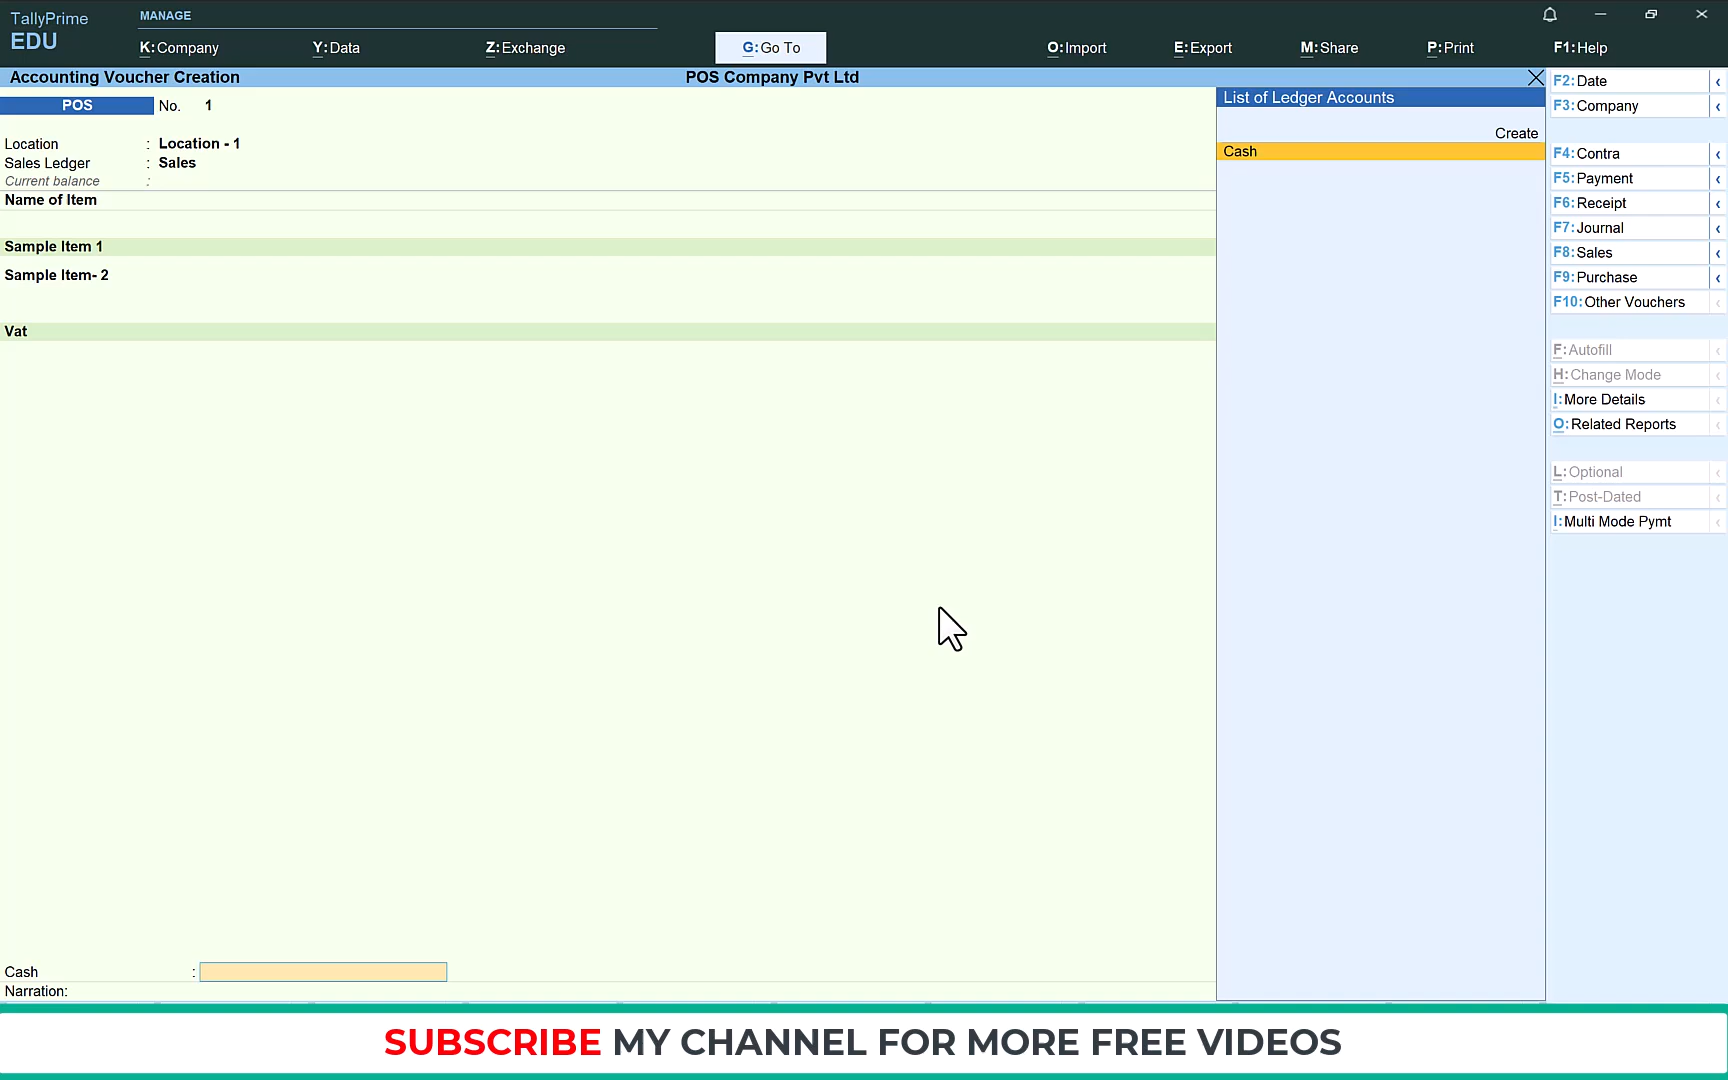 TallyPrime
EDU
MANAGE
K:Company
Y:Data
Z:Exchange
G:Go To
O:Import
E:Export
M:Share
P:Print
F1:Help
Accounting Voucher Creation
POS Company Pvt Ltd
POS No. 1
Location : Location - 1
Sales Ledger : Sales
Current balance :
Name of Item
Sample Item 1
Sample Item- 2
Vat
Cash :
Narration:
List of Ledger Accounts
Create
Cash
F2:Date
F3:Company
F4:Contra
F5:Payment
F6:Receipt
F7:Journal
F8:Sales
F9:Purchase
F10:Other Vouchers
F:Autofill
H:Change Mode
I:More Details
O:Related Reports
L:Optional
T:Post-Dated
I:Multi Mode Pymt
SUBSCRIBE MY CHANNEL FOR MORE FREE VIDEOS